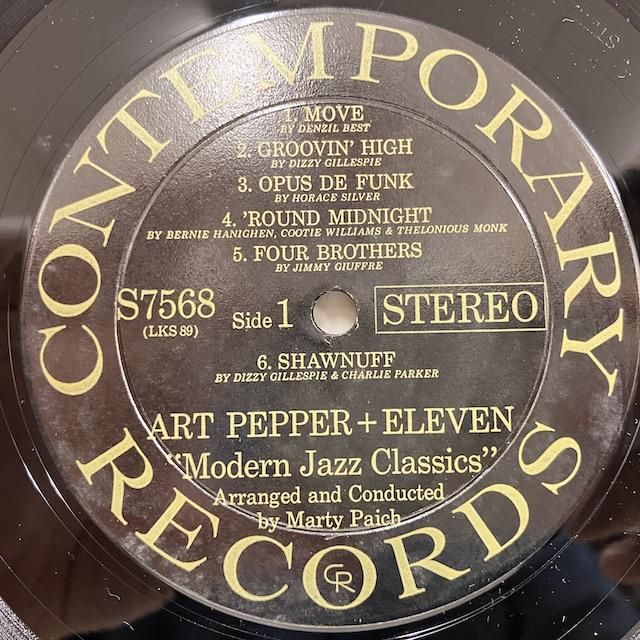 CONTEMPORARY
1. MOVE
BY DENZIL BEST
2. GROOVIN' HIGH
BY DIZZY GILLESPIE
3. OPUS DE FUNK
BY HORACE SILVER
4. 'ROUND MIDNIGHT
BY BERNIE HANIGHEN, COOTIE WILLIAMS & THELONIOUS MONK
5. FOUR BROTHERS
BY JIMMY GIUFFRE
S7568
(LKS 89)
Side 1
STEREO
6. SHAWNUFF
BY DIZZY GILLESPIE & CHARLIE PARKER
ART PEPPER + ELEVEN
"Modern Jazz Classics"
Arranged and Conducted
by Marty Paich
RECORDS
CR